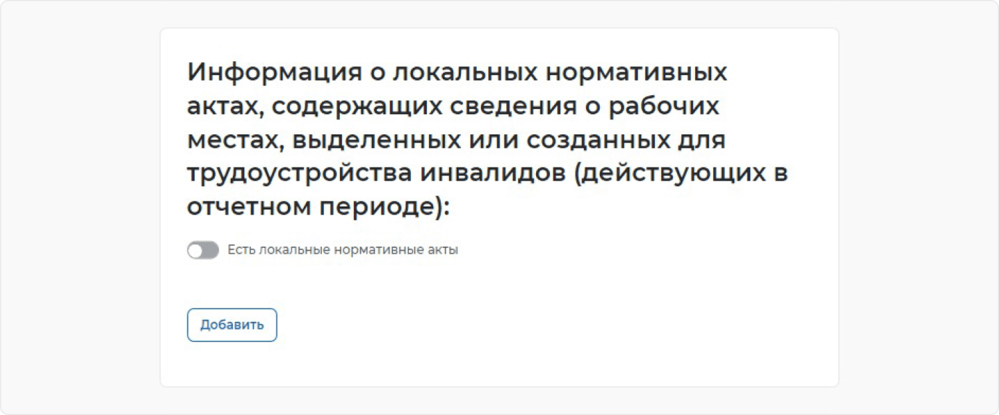 Информация о локальных нормативных
актах, содержащих сведения о рабочих
местах, выделенных или созданных для
трудоустройства инвалидов (действующих в
отчетном периоде):
Есть локальные нормативные акты
Добавить